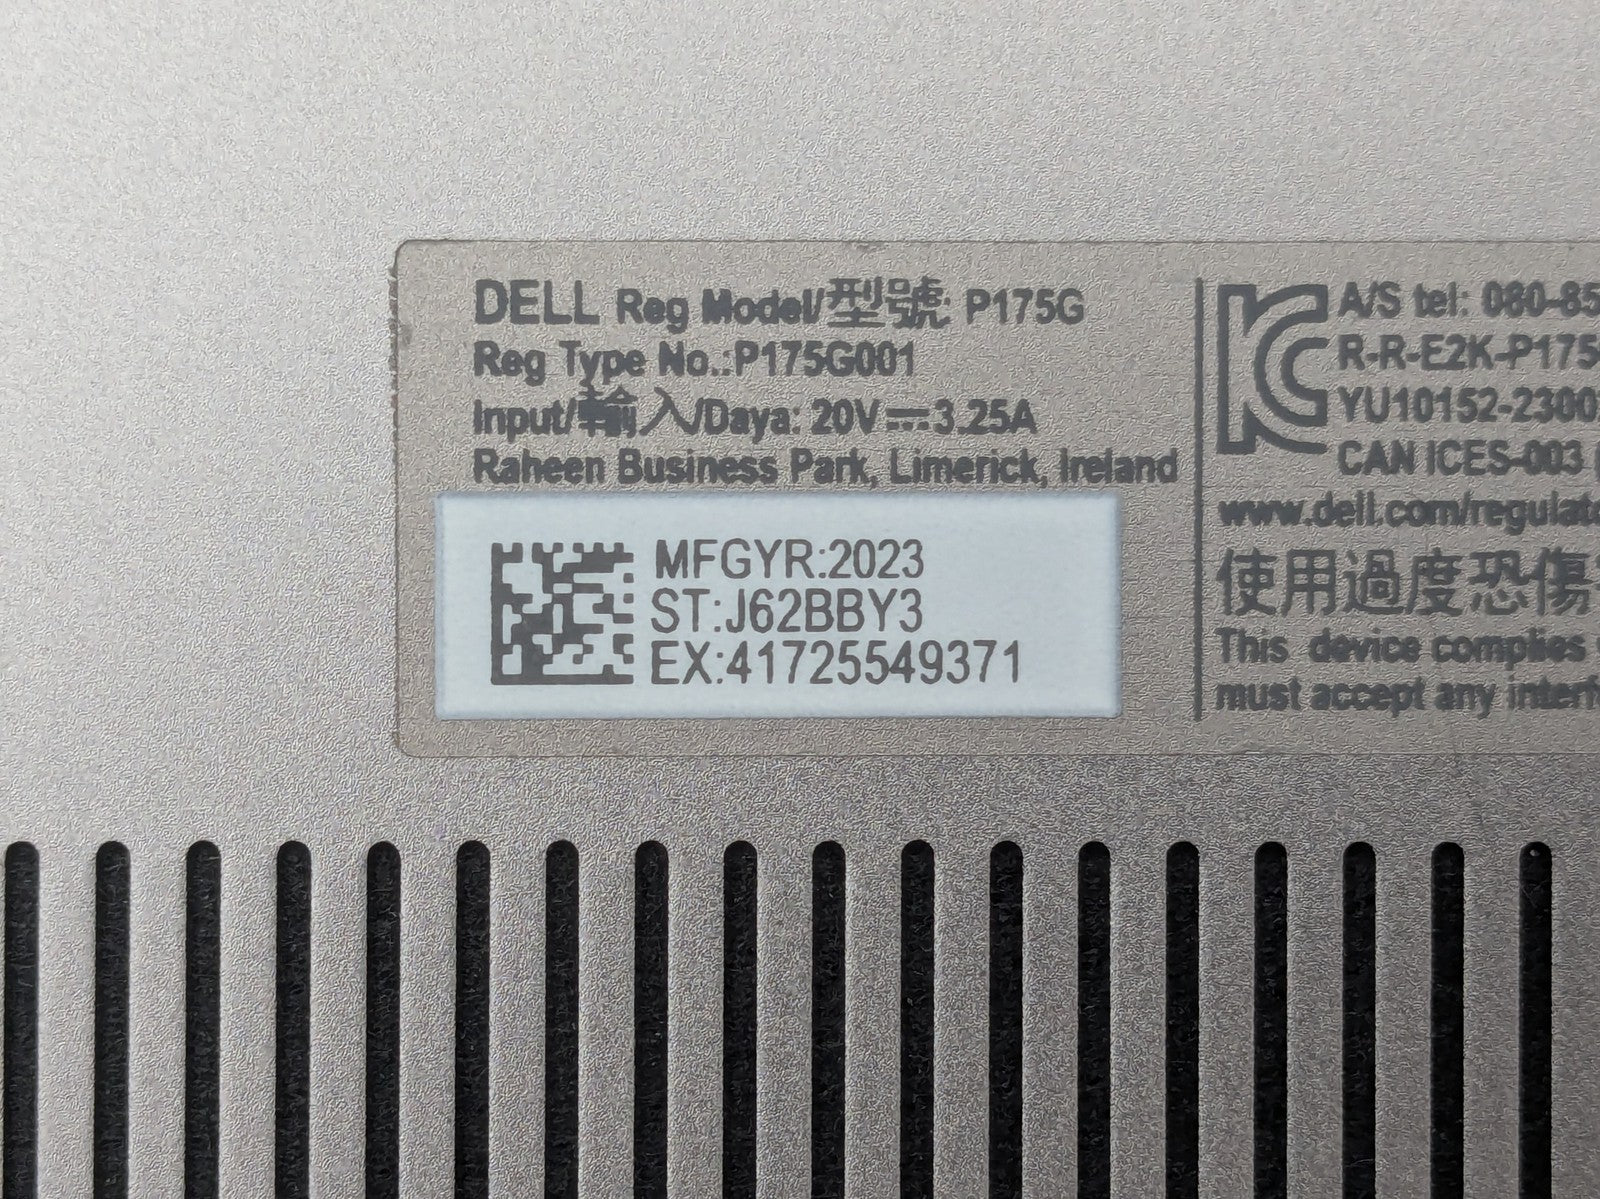 DELL Reg Model/型號 P175G
Reg Type No.:P175G001
Input/輸入/Daya: 20V⎓3.25A
Raheen Business Park, Limerick, Ireland
MFGYR:2023
ST:J62BBY3
EX:41725549371
A/S tel: 080-85
R-R-E2K-P175
YU10152-2300
CAN ICES-003
www.dell.com/regulat
使用過度恐傷
This device complies
must accept any interf